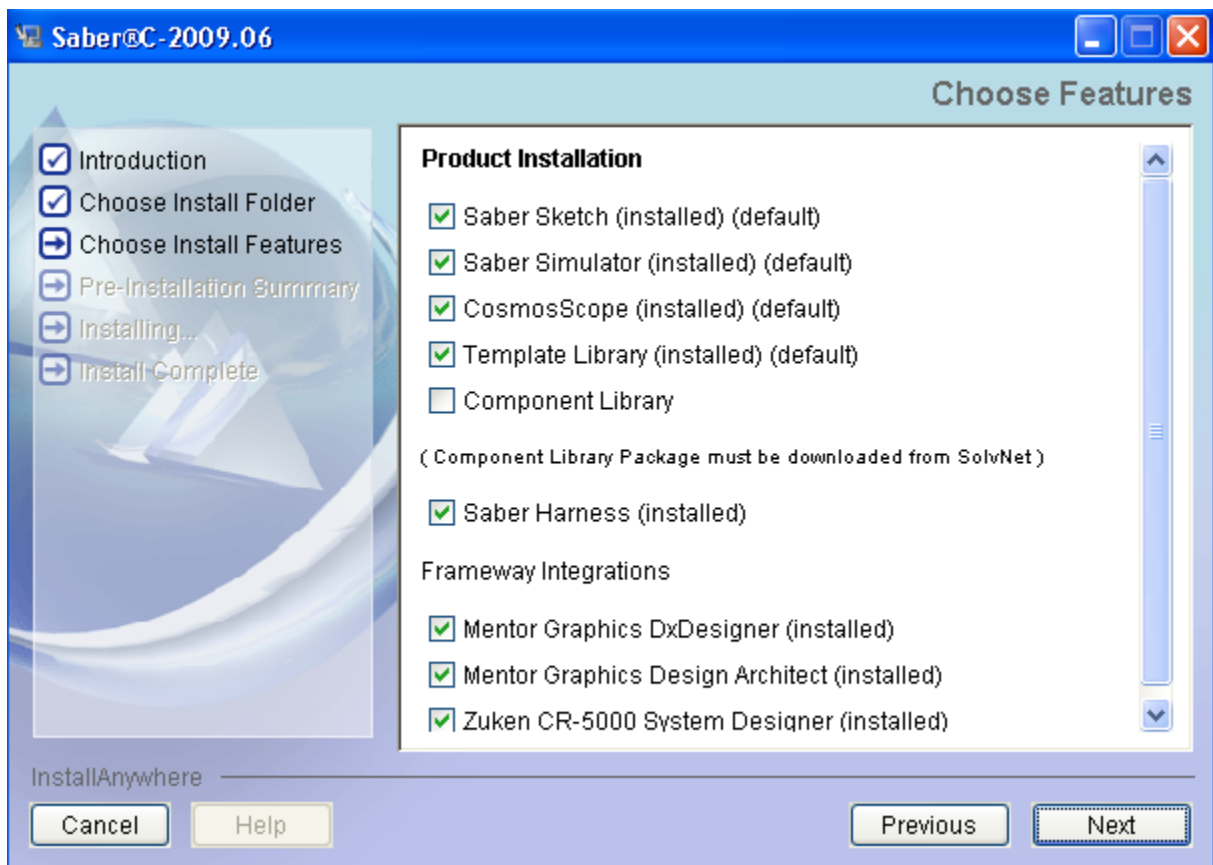 Saber®C-2009.06
Choose Features
Introduction
Choose Install Folder
Choose Install Features
Pre-Installation Summary
Installing...
Install Complete
Product Installation
Saber Sketch (installed) (default)
Saber Simulator (installed) (default)
CosmosScope (installed) (default)
Template Library (installed) (default)
Component Library
( Component Library Package must be downloaded from SolvNet )
Saber Harness (installed)
Frameway Integrations
Mentor Graphics DxDesigner (installed)
Mentor Graphics Design Architect (installed)
Zuken CR-5000 System Designer (installed)
InstallAnywhere
Cancel
Help
Previous
Next